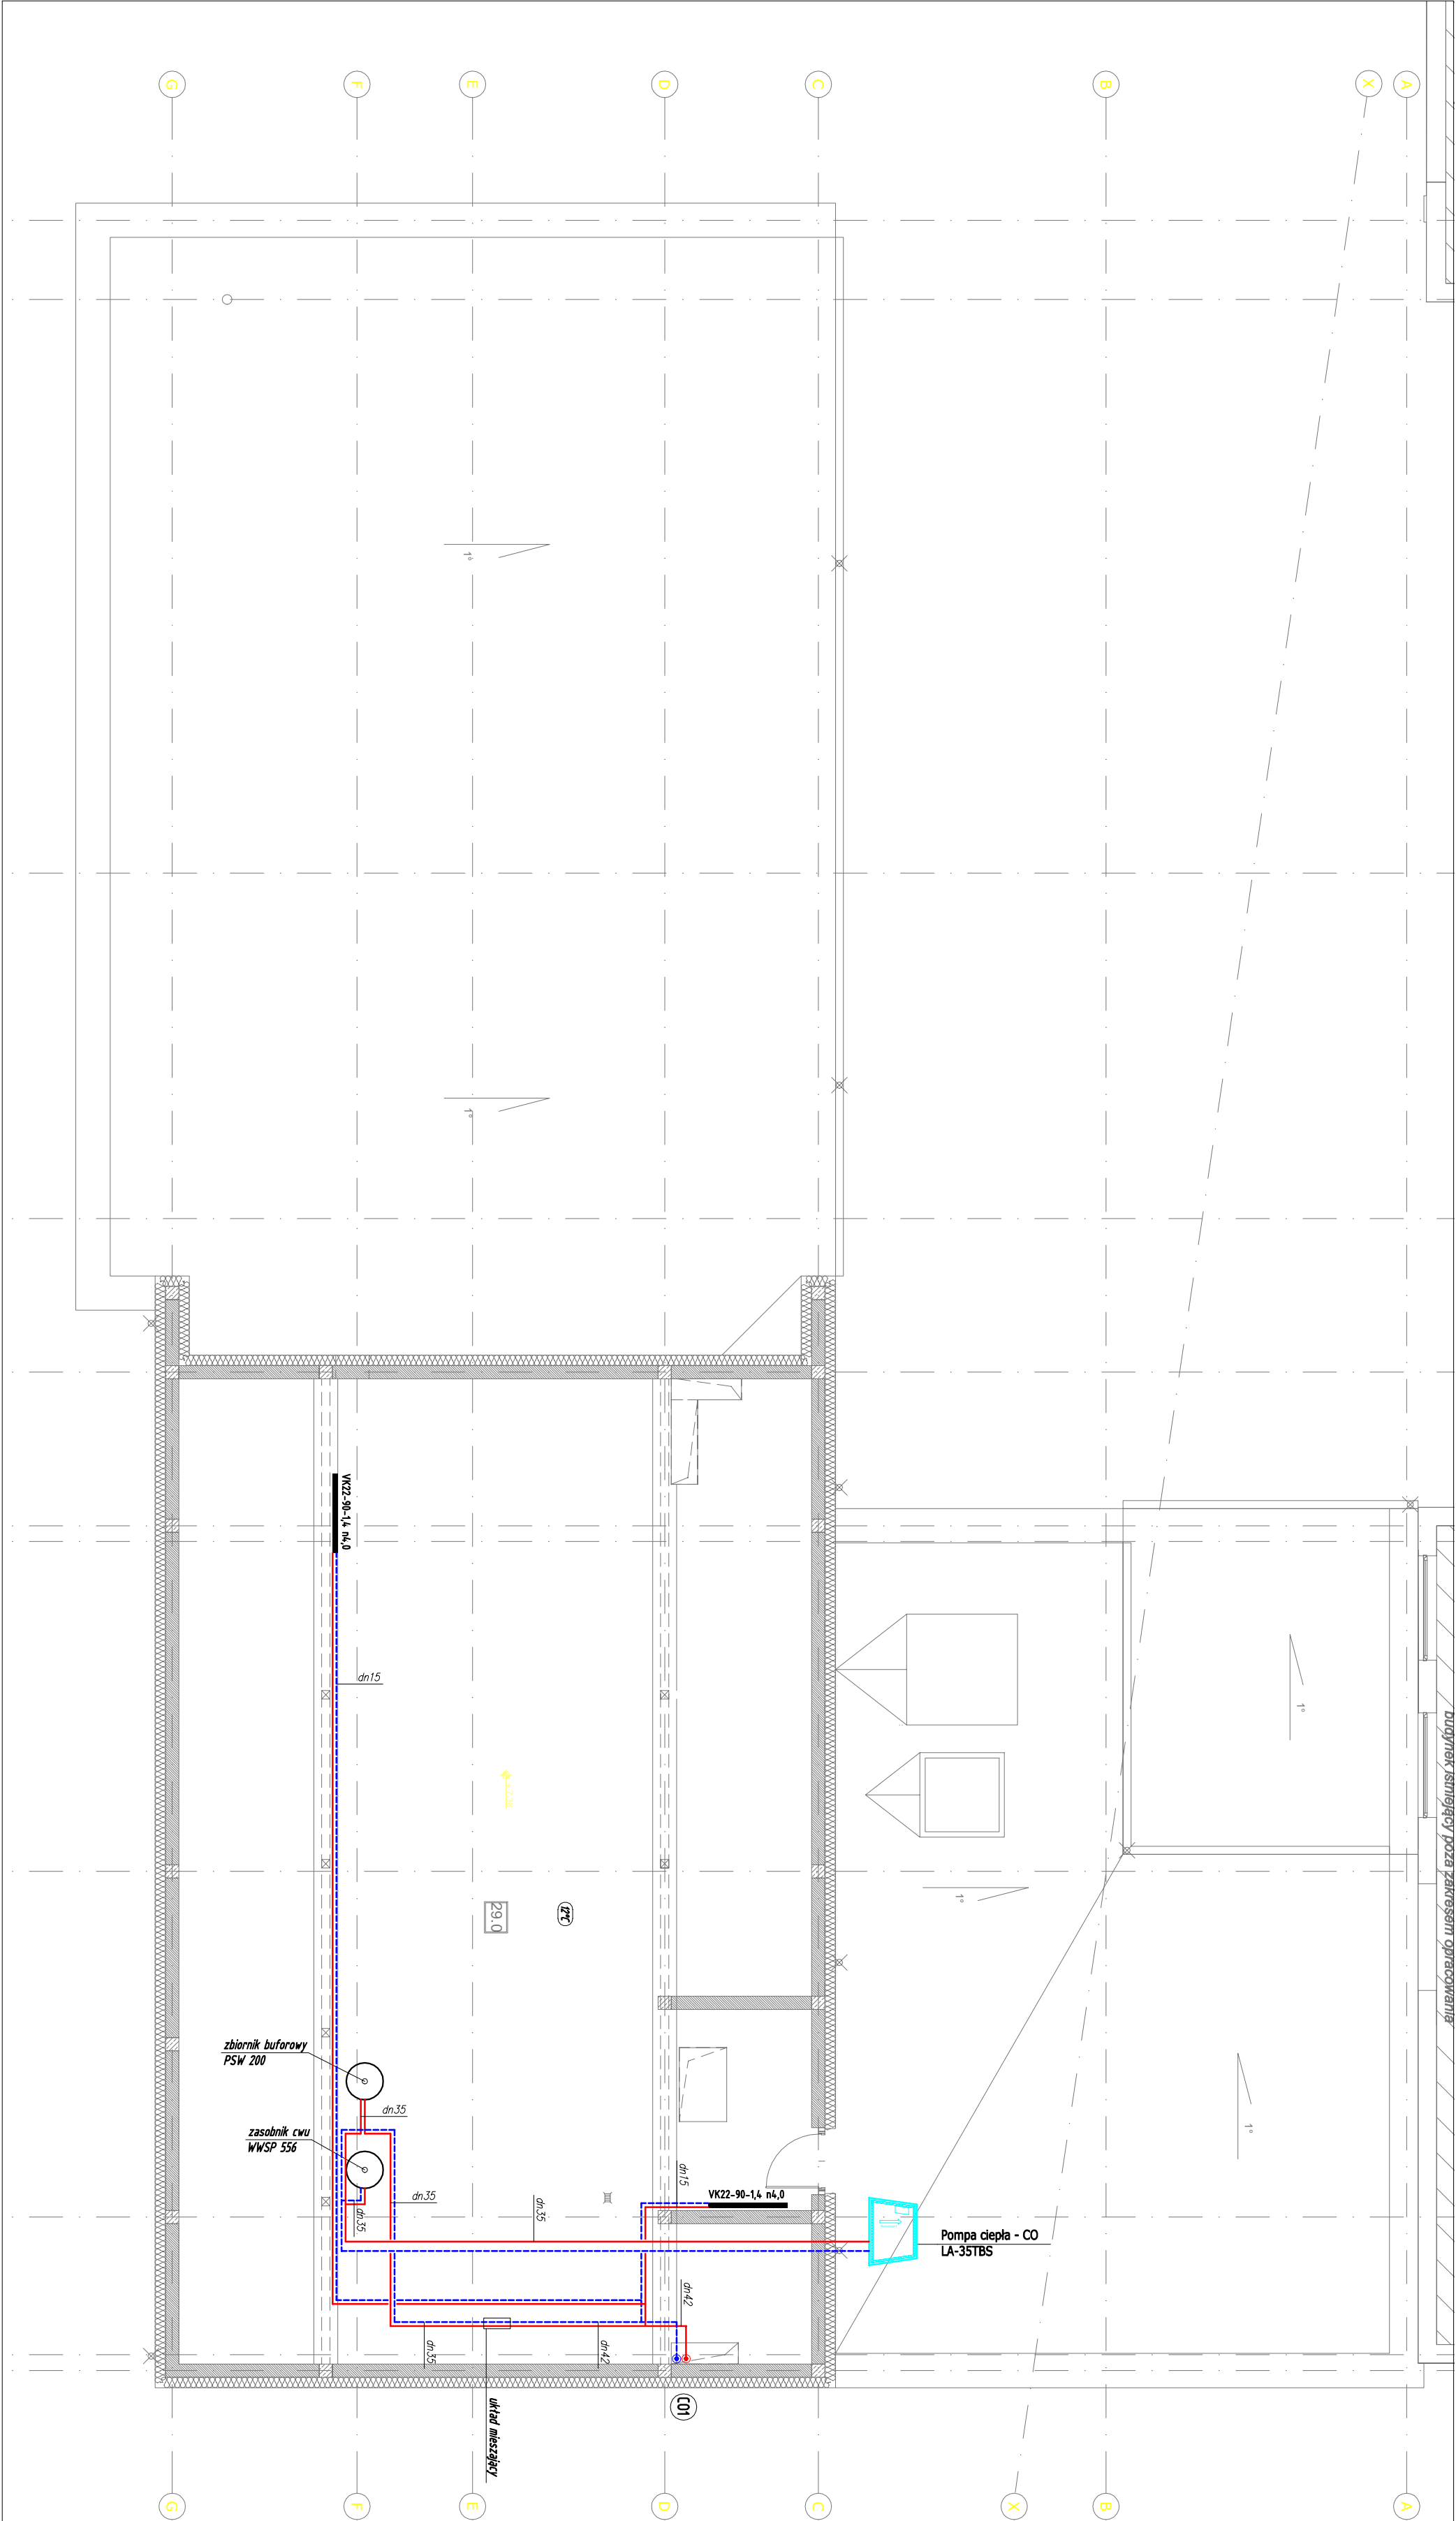 G
F
E
D
C
B
X
A
1°
1°
VK22-90-1,4 n4,0
dn15
1°
budynek istniejący poza zakresem opracowania
1°
29.0
12°C
1°
zbiornik buforowy
PSW 200
dn35
zasobnik cwu
WWSP 556
dn35
dn35
dn35
dn15
VK22-90-1,4 n4,0
Pompa ciepła - CO
LA-35TBS
dn42
dn35
dn42
układ mieszający
CO1
G
F
E
D
C
X
B
A